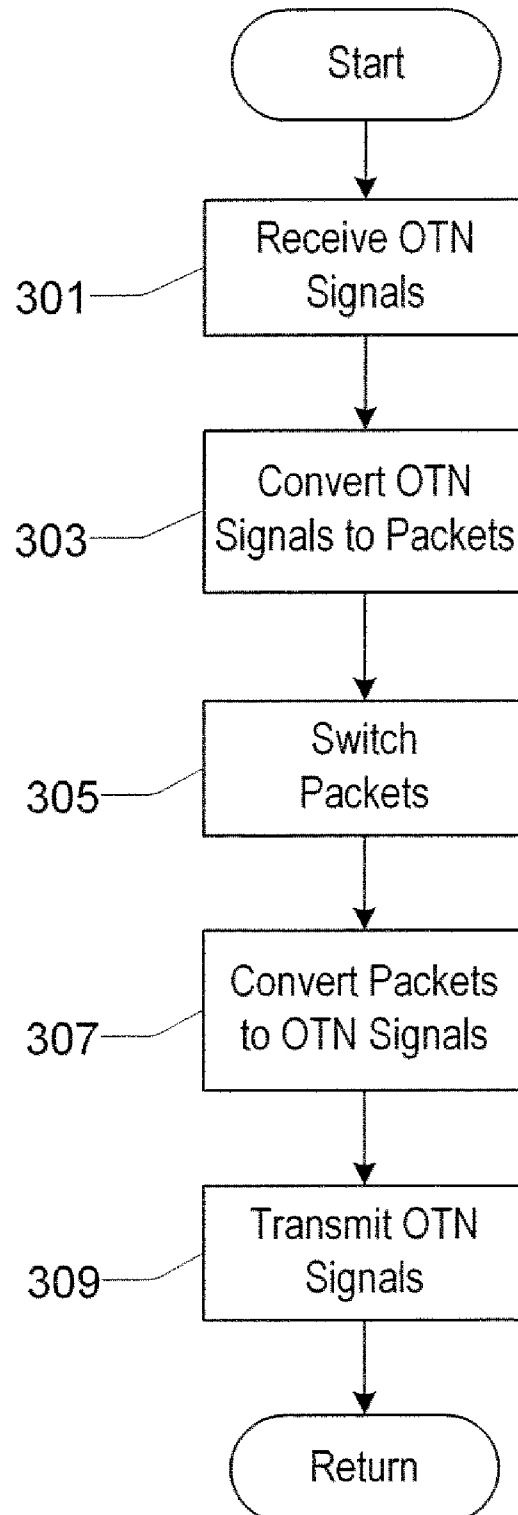 Start
301
Receive OTN
Signals
303
Convert OTN
Signals to Packets
305
Switch
Packets
307
Convert Packets
to OTN Signals
309
Transmit OTN
Signals
Return